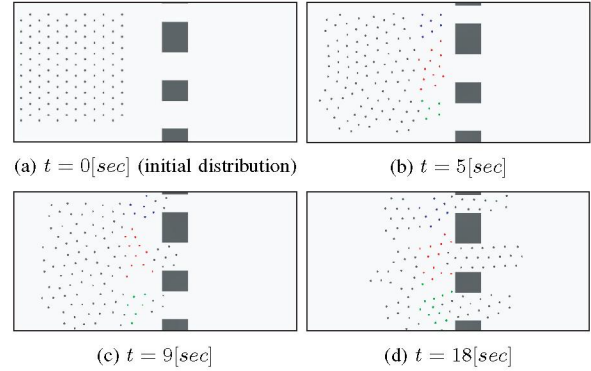 (a) t = 0[sec] (initial distribution)
(b) t = 5[sec]
(c) t = 9[sec]
(d) t = 18[sec]